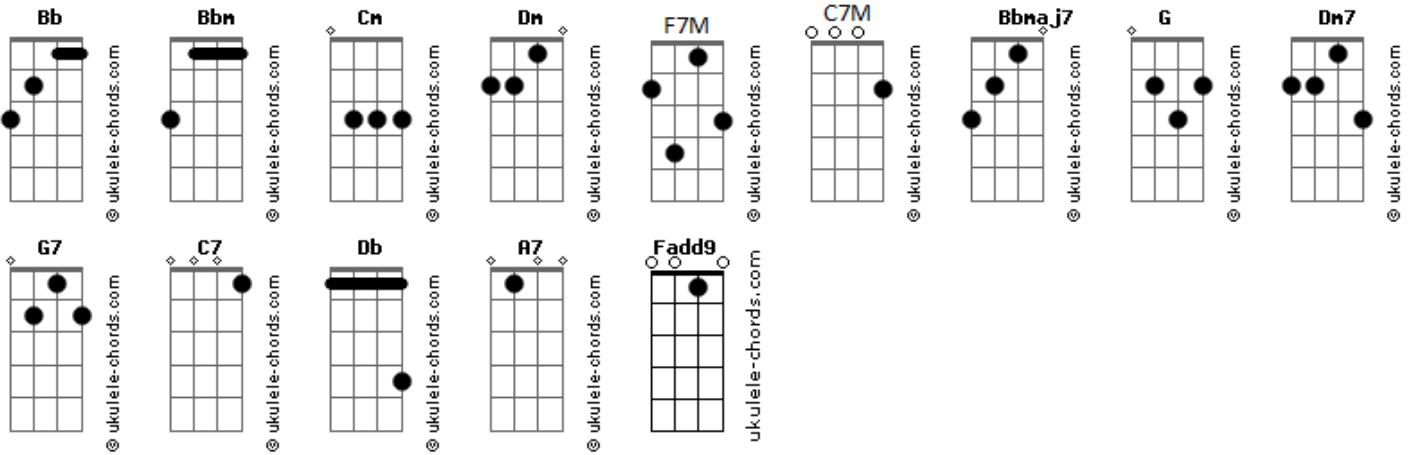 Bb Bbm Cm Dm F7M C7M Bbmaj7 G Dm7
© ukulele-chords.com © ukulele-chords.com © ukulele-chords.com © ukulele-chords.com © ukulele-chords.com © ukulele-chords.com © ukulele-chords.com © ukulele-chords.com © ukulele-chords.com
G7 C7 Db A7 Fadd9
© ukulele-chords.com © ukulele-chords.com © ukulele-chords.com © ukulele-chords.com ukulele-chords.com